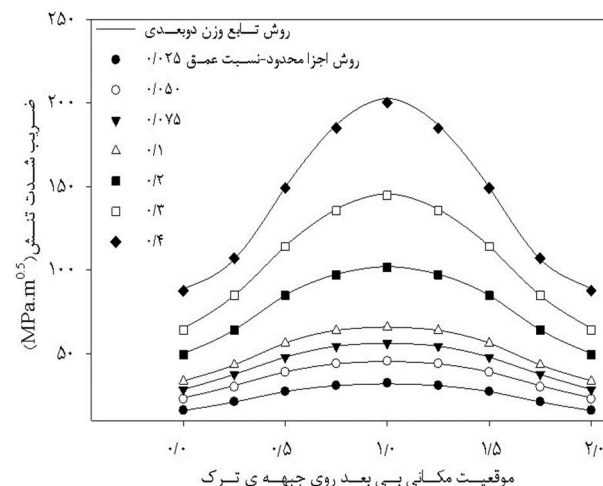 ۲۵۰
۲۰۰
۱۵۰
۱۰۰
۵۰
ضریب شدت تنش (MPa.m^0.5)
روش تابع وزن دوبعدی
روش اجزا محدود-نسبت عمق ۰/۰۲۵
۰/۰۵۰
۰/۰۷۵
۰/۱
۰/۲
۰/۳
۰/۴
۰/۰ ۰/۵ ۱/۰ ۱/۵ ۲/۰
موقعیت مکانی بی بعد روی جبهه ی ترک